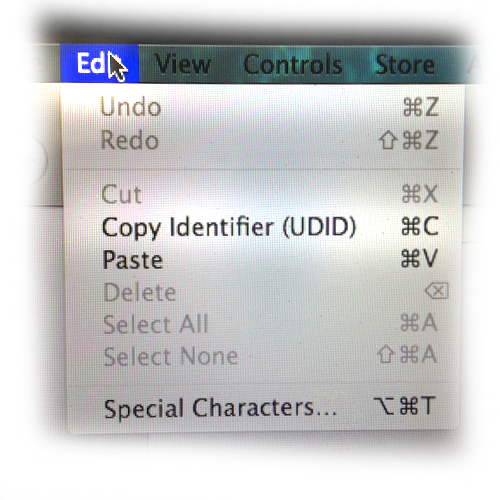 Ed View Controls Store
Undo ⌘Z
Redo ⇧⌘Z
Cut ⌘X
Copy Identifier (UDID) ⌘C
Paste ⌘V
Delete ⌫
Select All ⌘A
Select None ⇧⌘A
Special Characters... ⌥⌘T